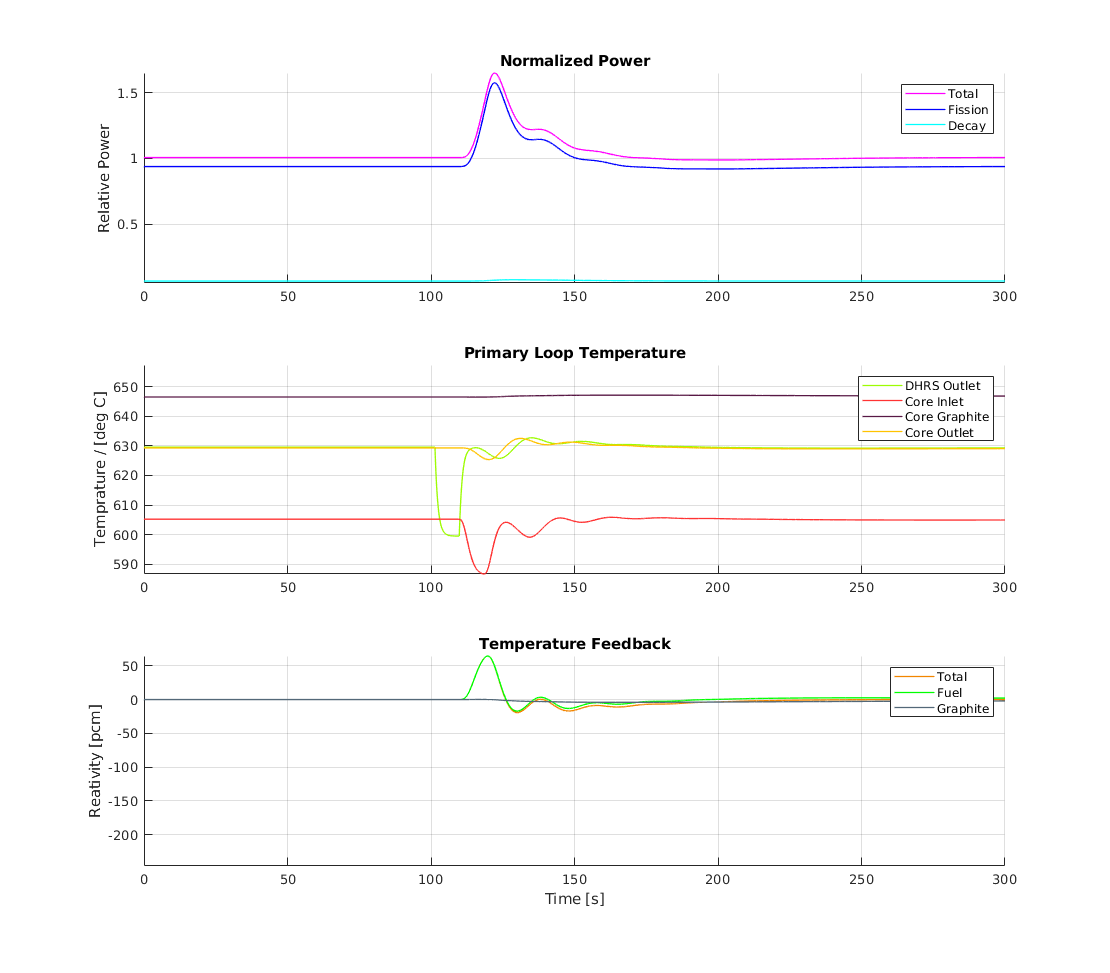 Normalized Power
Relative Power
1.5
1
0.5
Total
Fission
Decay
0 50 100 150 200 250 300
Primary Loop Temperature
Temprature / [deg C]
650
640
630
620
610
600
590
DHRS Outlet
Core Inlet
Core Graphite
Core Outlet
0 50 100 150 200 250 300
Temperature Feedback
Reativity [pcm]
50
0
-50
-100
-150
-200
Total
Fuel
Graphite
0 50 100 150 200 250 300
Time [s]